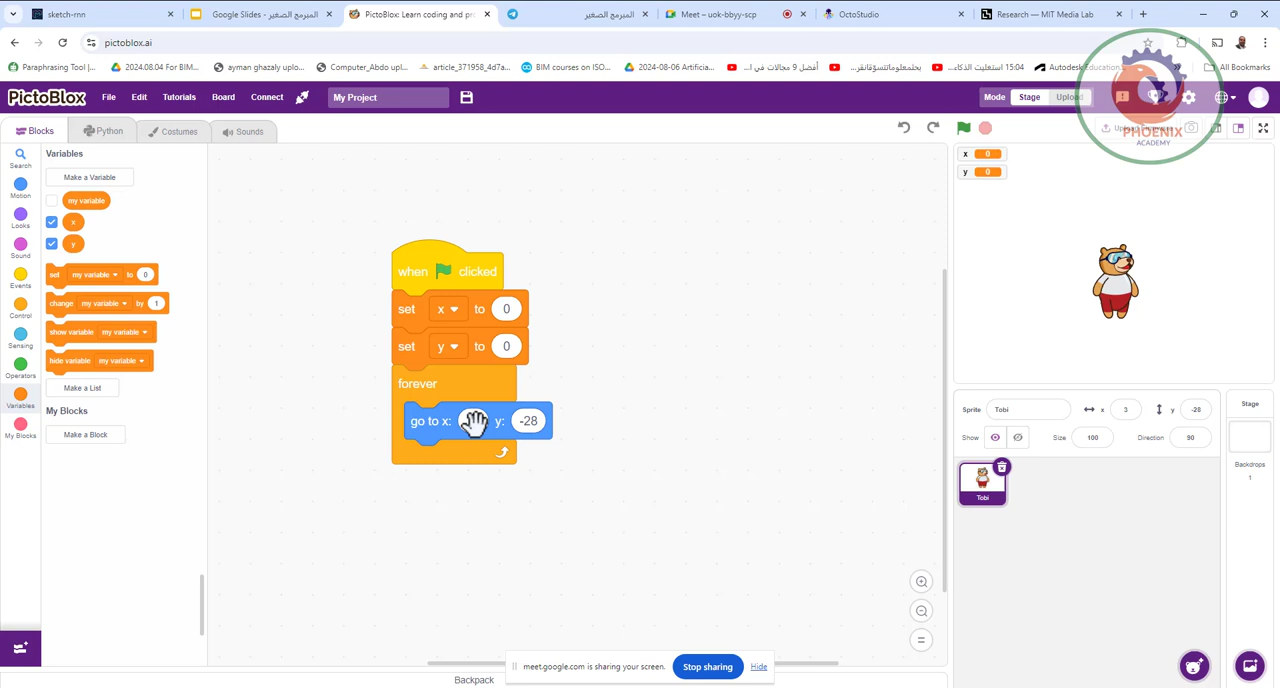 sketch-rnn
Google Slides - المبرمج الصغير
PictoBlox: Learn coding and pr
المبرمج الصغير
Meet – uok-bbyy-scp
OctoStudio
Research — MIT Media Lab
pictoblox.ai
Paraphrasing Tool |...
2024.08.04 For BIM...
ayman ghazaly uplo...
Computer_Abdo upl...
article_371958_4d7a...
BIM courses on ISO...
2024-08-06 Artificia...
أفضل 9 مجالات في ا...
15:04 استغليت الذكاء...
Autodesk Education
All Bookmarks
PictoBlox
File
Edit
Tutorials
Board
Connect
My Project
Mode
Stage
Upload
Blocks
Python
Costumes
Sounds
PHOENIX
ACADEMY
Search
Motion
Looks
Sound
Events
Control
Sensing
Operators
Variables
My Blocks
Variables
Make a Variable
my variable
x
y
set my variable to 0
change my variable by 1
show variable my variable
hide variable my variable
Make a List
My Blocks
Make a Block
when clicked
set x to 0
set y to 0
forever
go to x: y: -28
x 0
y 0
Sprite Tobi x 3 y -28
Show Size 100 Direction 90
Tobi
Stage
Backdrops
1
meet.google.com is sharing your screen.
Stop sharing
Hide
Backpack